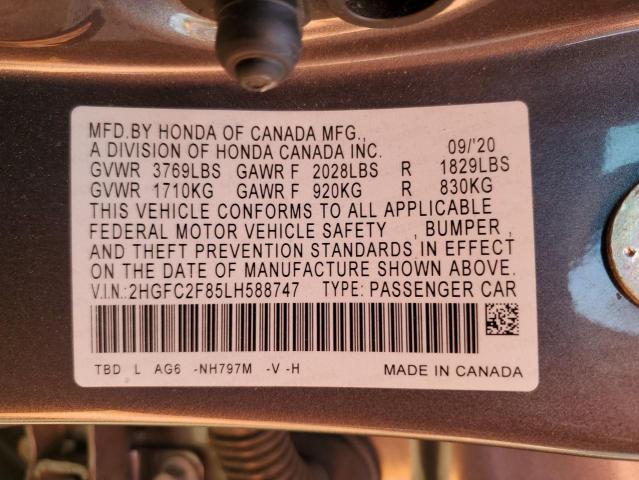 MFD.BY HONDA OF CANADA MFG.,
A DIVISION OF HONDA CANADA INC. 09/'20
GVWR 3769LBS GAWR F 2028LBS R 1829LBS
GVWR 1710KG GAWR F 920KG R 830KG
THIS VEHICLE CONFORMS TO ALL APPLICABLE
FEDERAL MOTOR VEHICLE SAFETY , BUMPER ,
AND THEFT PREVENTION STANDARDS IN EFFECT
ON THE DATE OF MANUFACTURE SHOWN ABOVE.
V.I.N.:2HGFC2F85LH588747 TYPE: PASSENGER CAR
TBD L AG6 -NH797M -V -H MADE IN CANADA